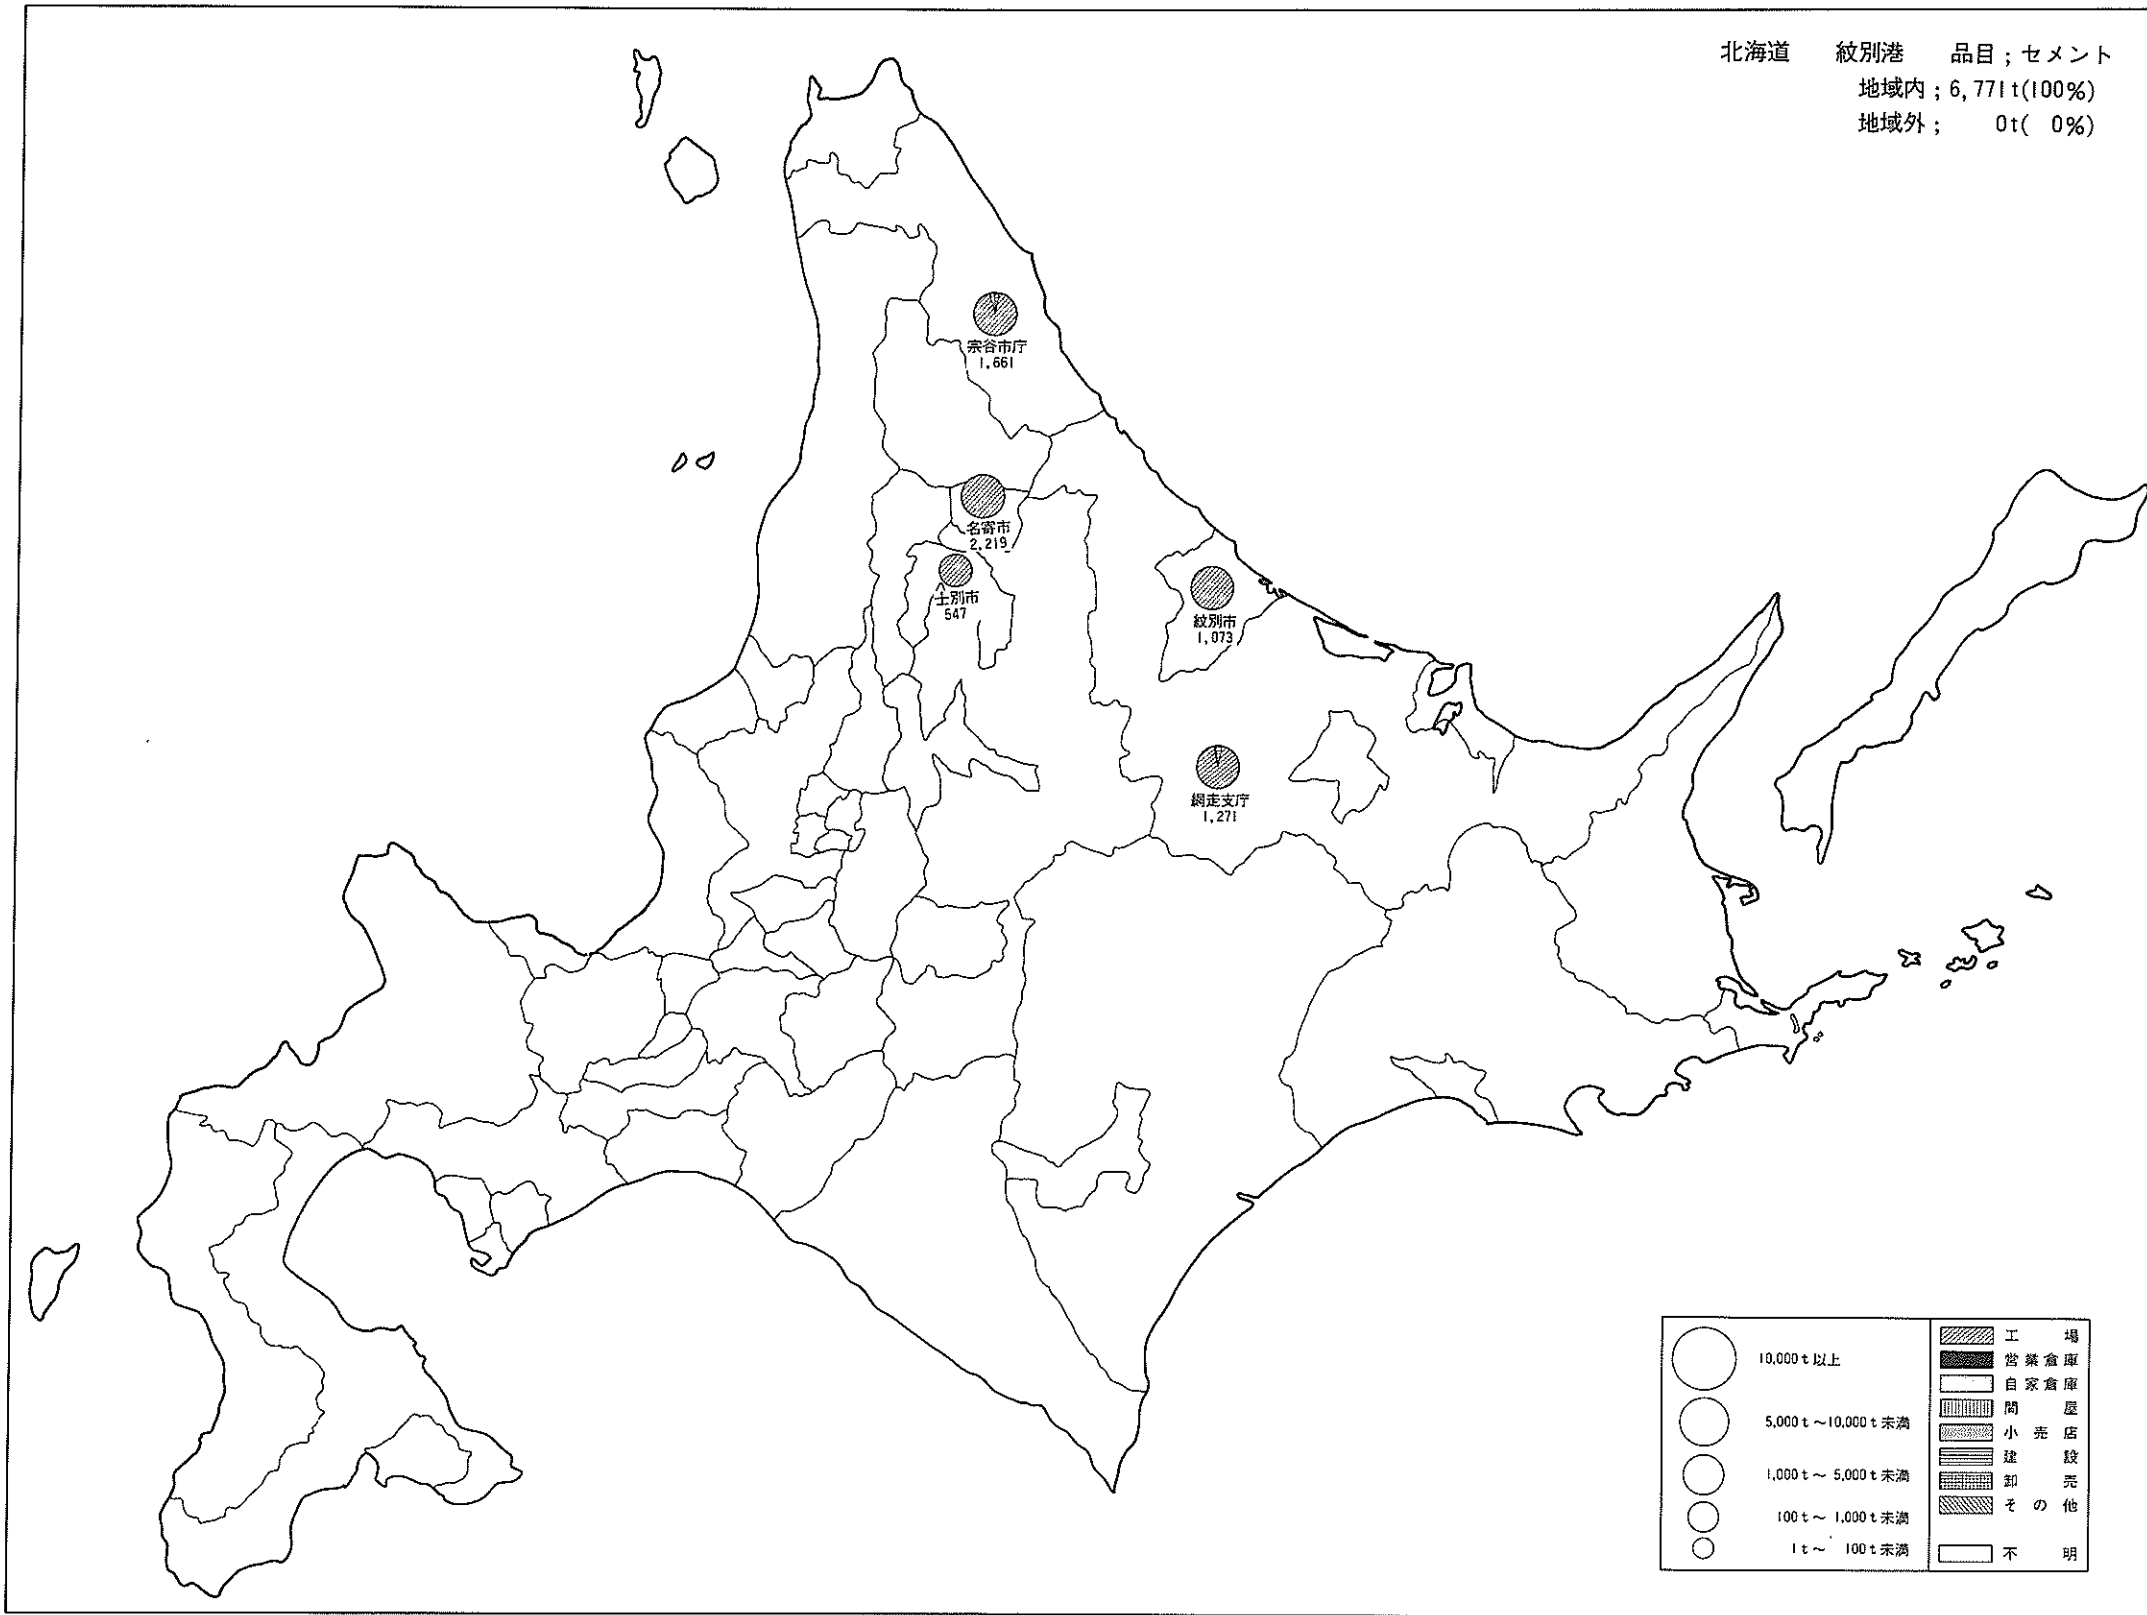 北海道　紋別港　品目；セメント
地域内；6,771t(100%)
地域外；　0t(　0%)
宗谷市庁
1,661
名寄市
2,219
士別市
547
紋別市
1,073
網走支庁
1,271
10,000t以上
5,000t～10,000t未満
1,000t～5,000t未満
100t～1,000t未満
1t～100t未満
工場
営業倉庫
自家倉庫
問屋
小売店
建設
卸売
その他
不明